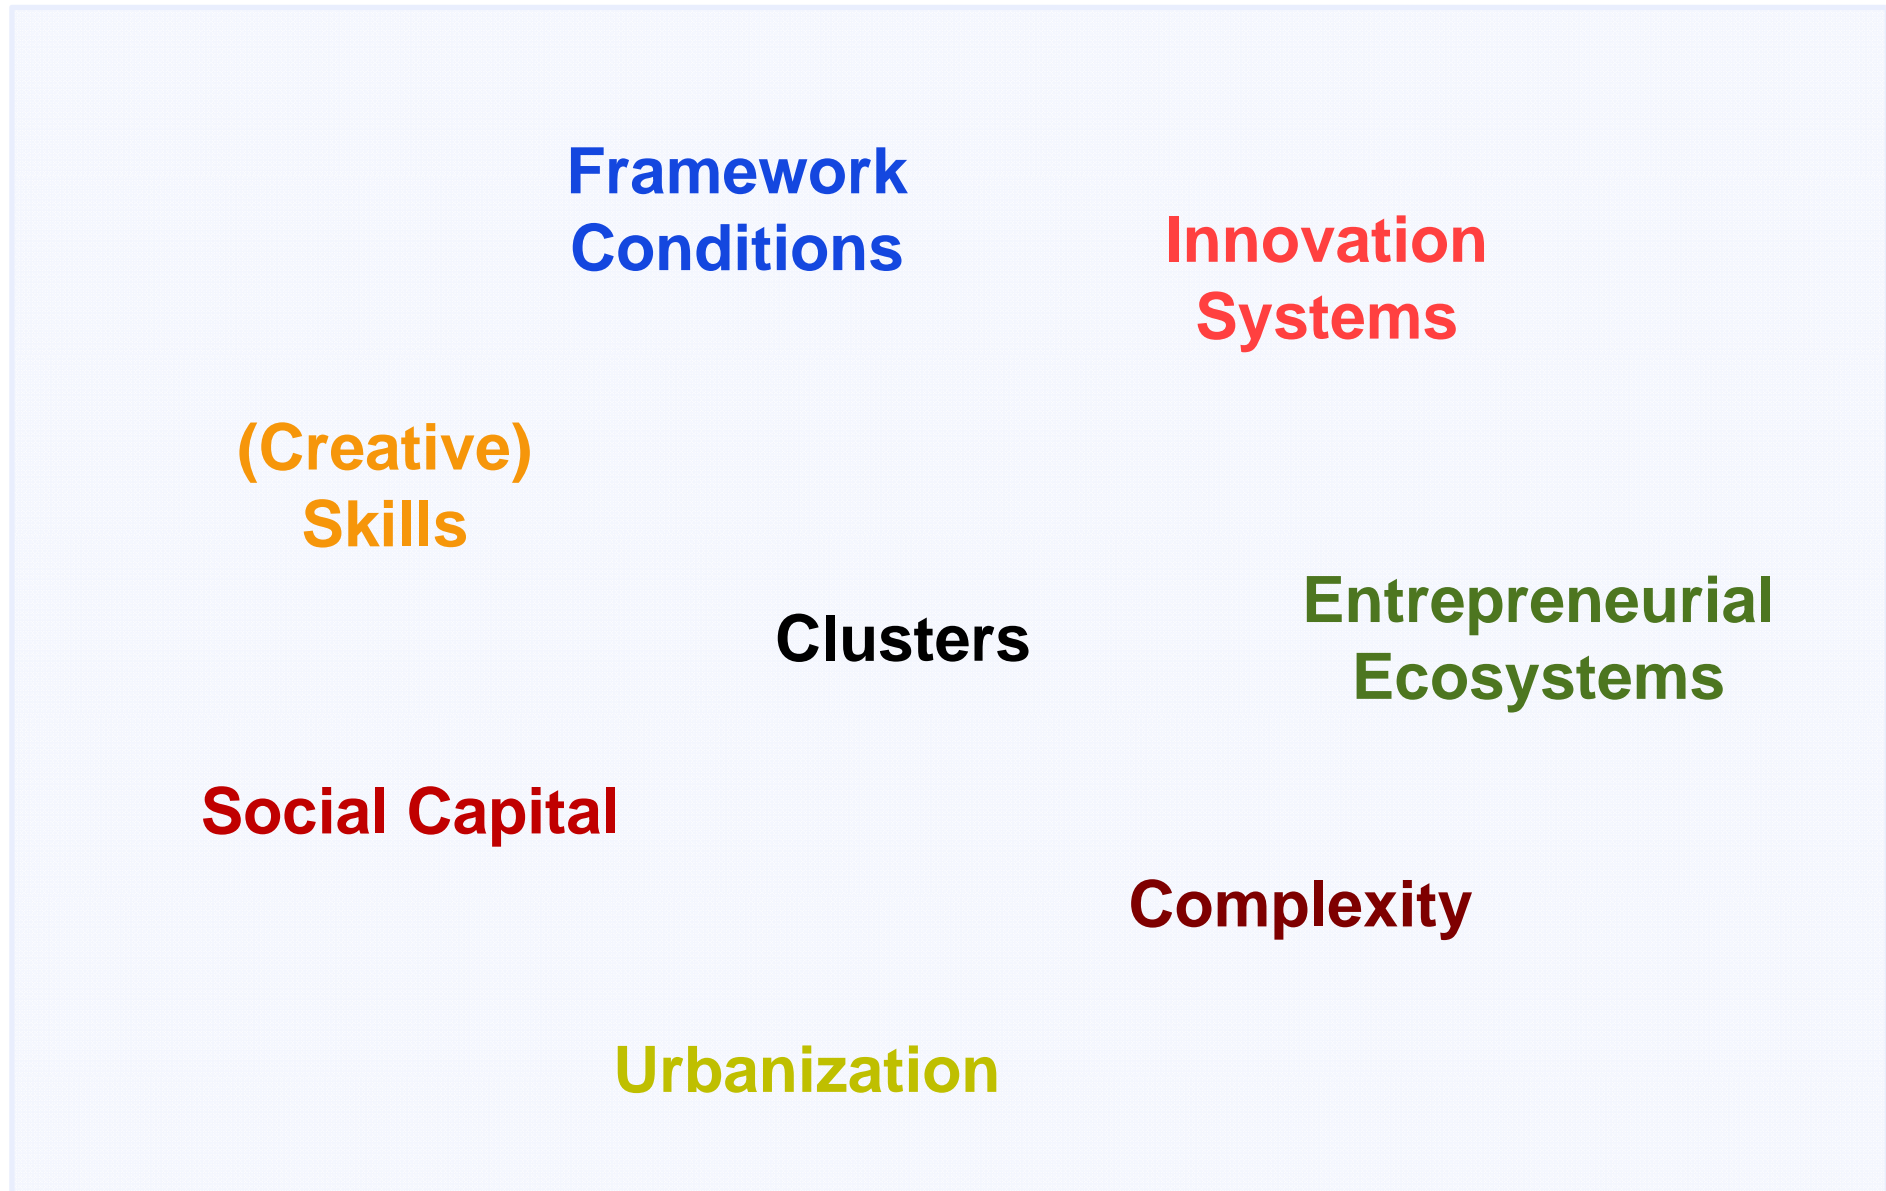 Framework
Conditions
Innovation
Systems
(Creative)
Skills
Entrepreneurial
Ecosystems
Clusters
Social Capital
Complexity
Urbanization